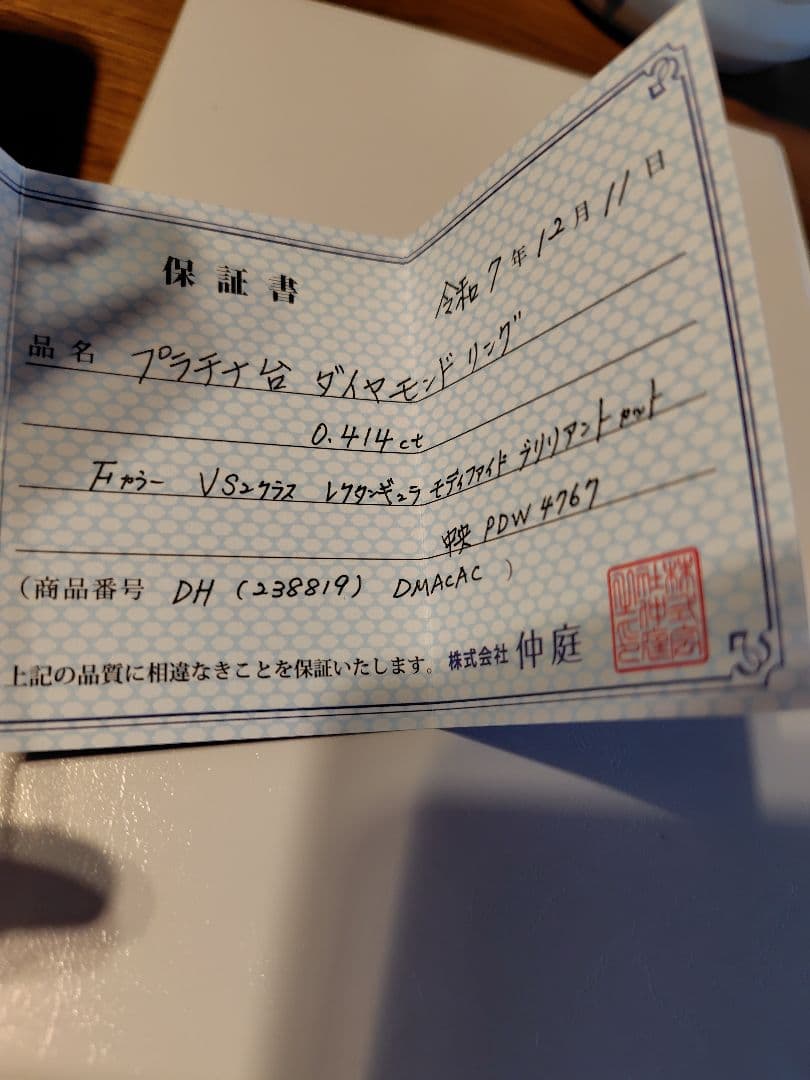 保証書
令和7年12月11日
品名 プラチナ台 ダイヤモンドリング
0.414ct
Fカラー VS2クラス レクタンギュラ モディファイド ブリリアントカット
中央 PDW4767
(商品番号 DH (238819) DMACAC )
上記の品質に相違なきことを保証いたします。 株式会社 仲庭